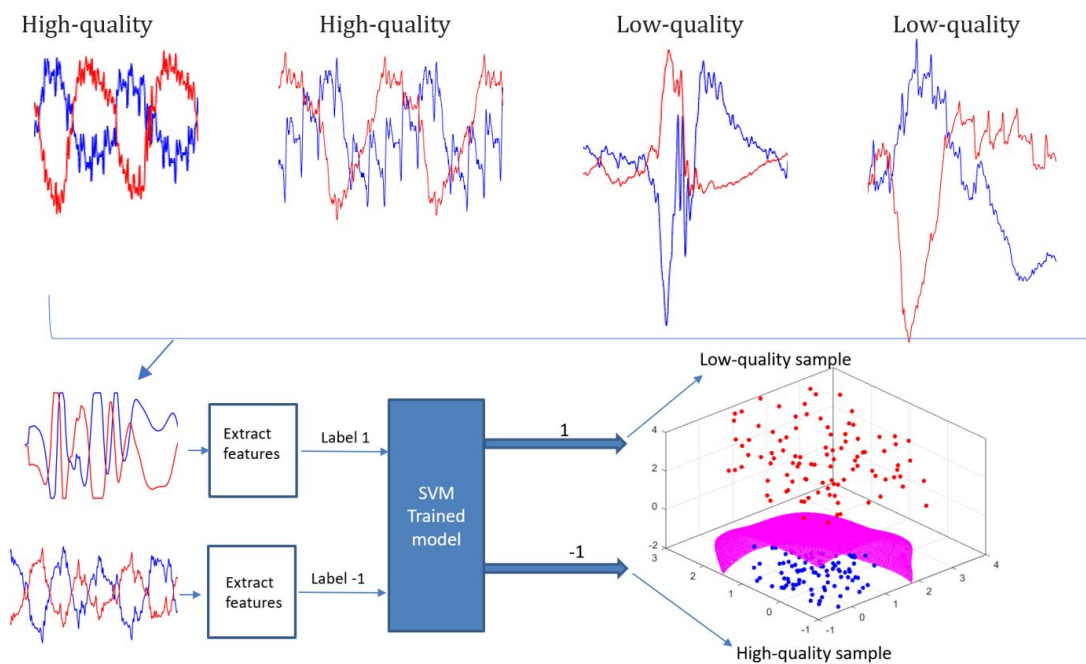 High-quality
High-quality
Low-quality
Low-quality
Low-quality sample
Extract
features
Label 1
SVM
Trained
model
1
Extract
features
Label -1
-1
4
2
0
-2
3
2
1
0
-1
-1
0
1
2
3
4
High-quality sample